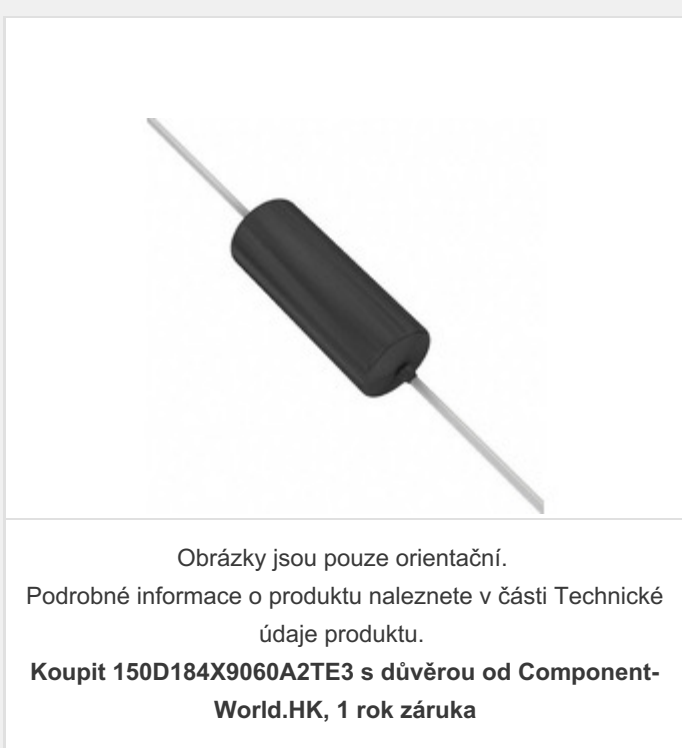 Obrázky jsou pouze orientační.
Podrobné informace o produktu naleznete v části Technické
údaje produktu.
Koupit 150D184X9060A2TE3 s důvěrou od Component-
World.HK, 1 rok záruka